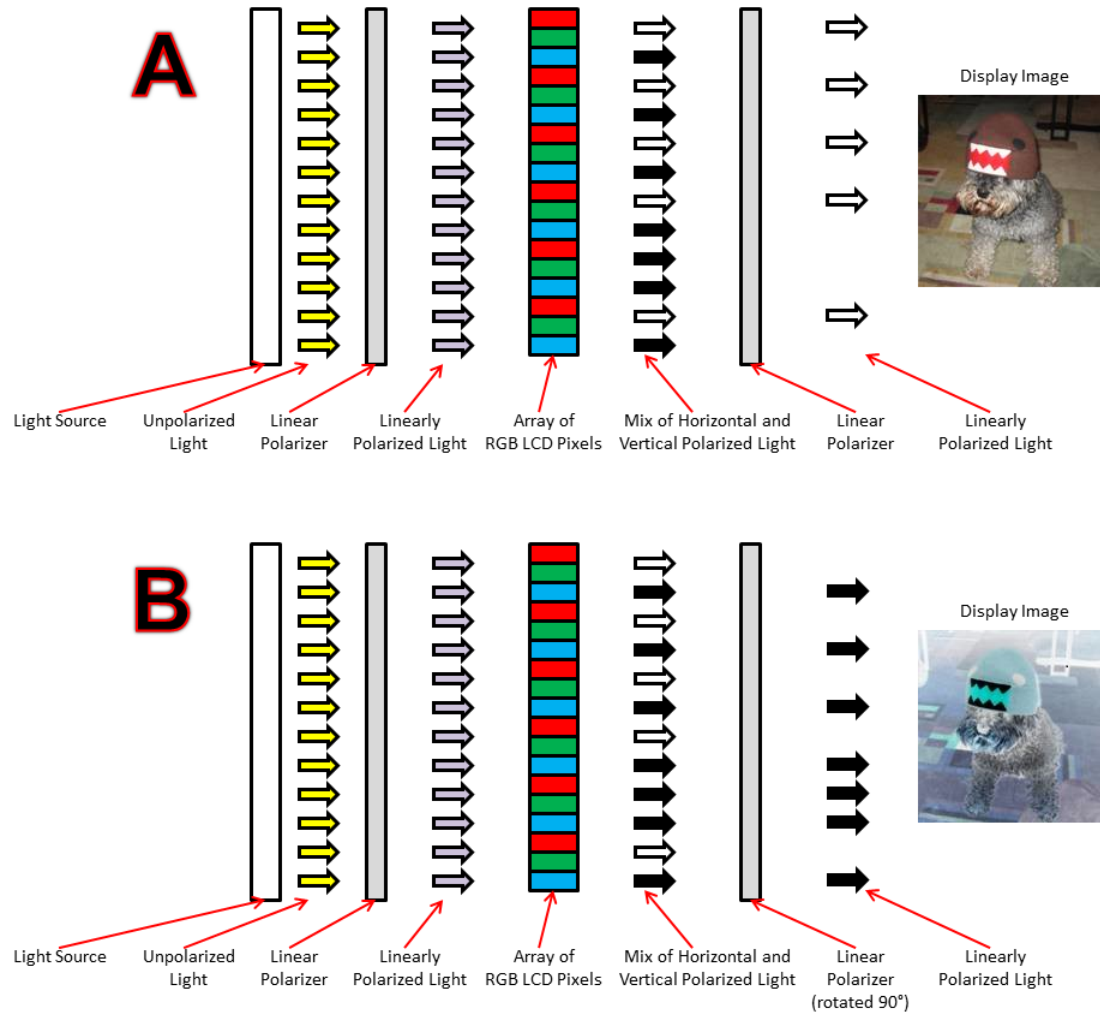 A
Display Image
Light Source
Unpolarized
Light
Linear
Polarizer
Linearly
Polarized Light
Array of
RGB LCD Pixels
Mix of Horizontal and
Vertical Polarized Light
Linear
Polarizer
Linearly
Polarized Light
B
Display Image
Light Source
Unpolarized
Light
Linear
Polarizer
Linearly
Polarized Light
Array of
RGB LCD Pixels
Mix of Horizontal and
Vertical Polarized Light
Linear
Polarizer
(rotated 90°)
Linearly
Polarized Light